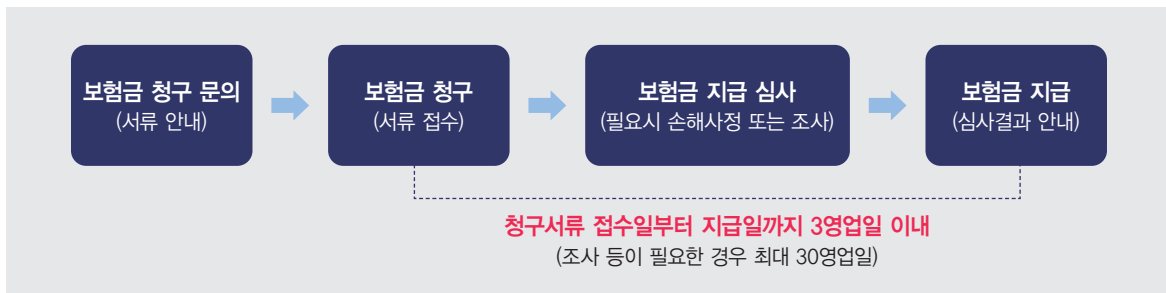 보험금 청구 문의
(서류 안내)
보험금 청구
(서류 접수)
보험금 지급 심사
(필요시 손해사정 또는 조사)
보험금 지급
(심사결과 안내)
청구서류 접수일부터 지급일까지 3영업일 이내
(조사 등이 필요한 경우 최대 30영업일)